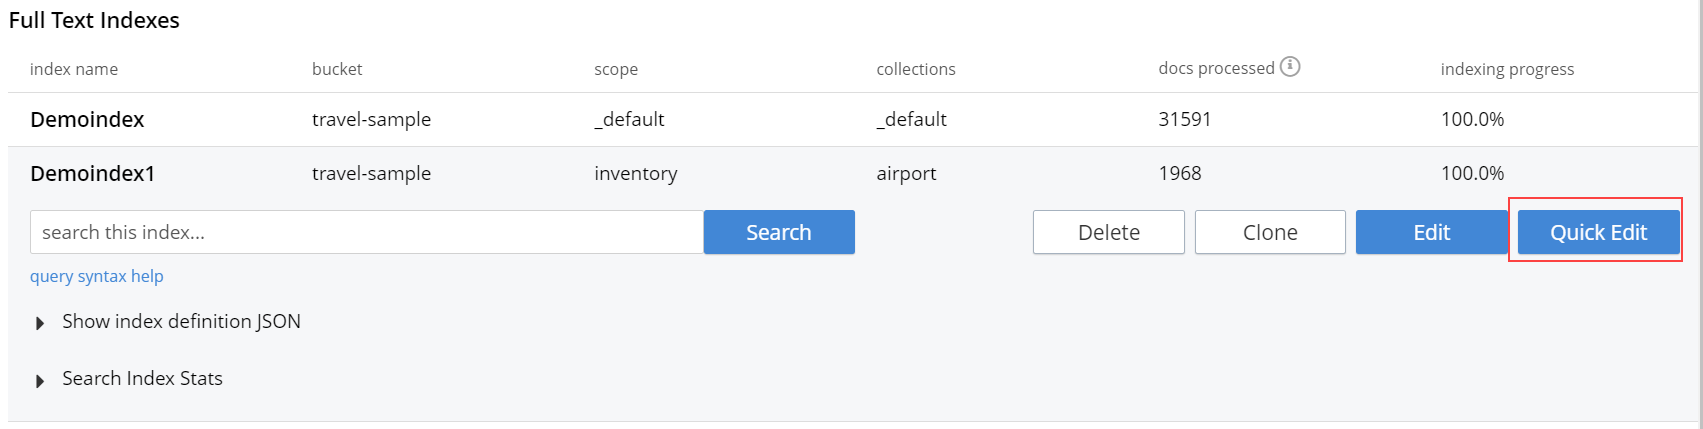 Full Text Indexes
index name bucket scope collections docs processed indexing progress
Demoindex travel-sample _default _default 31591 100.0%
Demoindex1 travel-sample inventory airport 1968 100.0%
search this index... Search Delete Clone Edit Quick Edit
query syntax help
Show index definition JSON
Search Index Stats